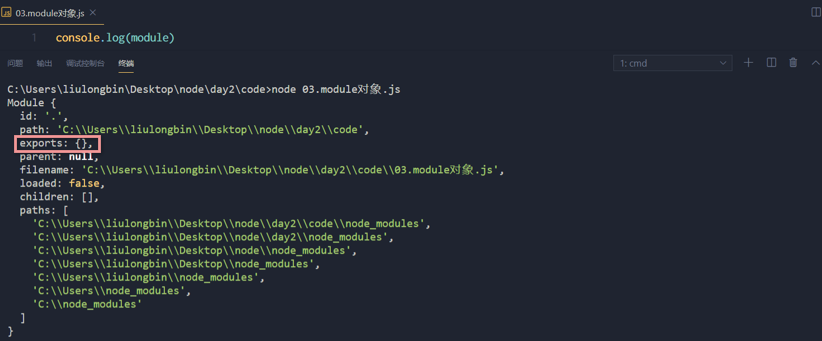 03.module对象.js
1 console.log(module)
问题 输出 调试控制台 终端 1: cmd
C:\Users\liulongbin\Desktop\node\day2\code>node 03.module对象.js
Module {
  id: '.',
  path: 'C:\\Users\\liulongbin\\Desktop\\node\\day2\\code',
  exports: {},
  parent: null,
  filename: 'C:\\Users\\liulongbin\\Desktop\\node\\day2\\code\\03.module对象.js',
  loaded: false,
  children: [],
  paths: [
    'C:\\Users\\liulongbin\\Desktop\\node\\day2\\code\\node_modules',
    'C:\\Users\\liulongbin\\Desktop\\node\\day2\\node_modules',
    'C:\\Users\\liulongbin\\Desktop\\node\\node_modules',
    'C:\\Users\\liulongbin\\Desktop\\node_modules',
    'C:\\Users\\liulongbin\\node_modules',
    'C:\\Users\\node_modules',
    'C:\\node_modules'
  ]
}